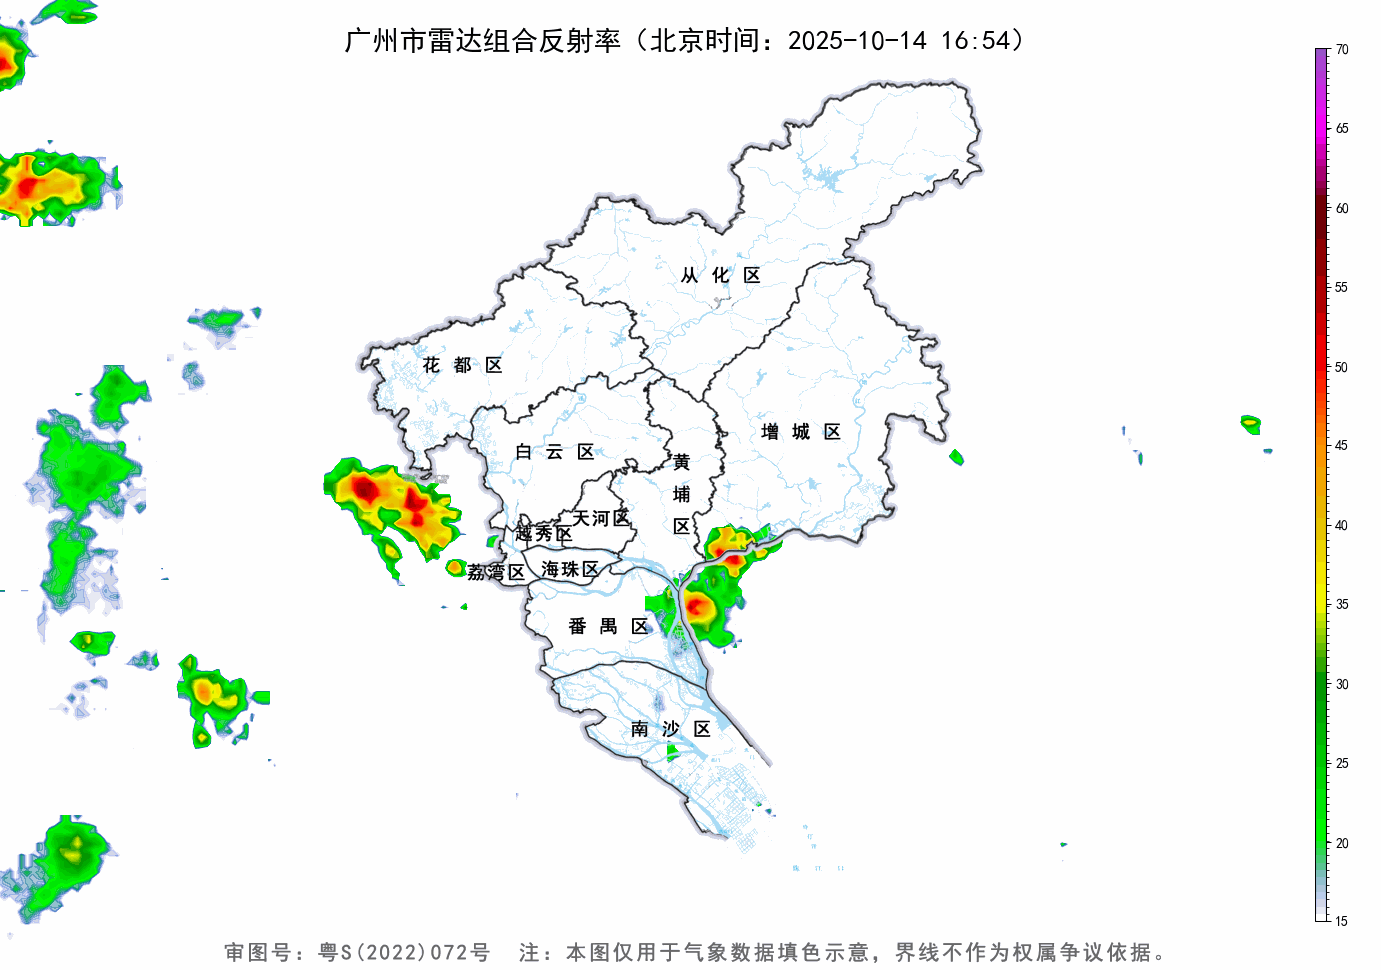 广州市雷达组合反射率（北京时间：2025-10-14 16:54）
70
65
60
55
50
45
40
35
30
25
20
15
从化区
花都区
增城区
白云区
黄埔区
天河区
越秀区
海珠区
荔湾区
番禺区
南沙区
审图号：粤S(2022)072号 注：本图仅用于气象数据填色示意，界线不作为权属争议依据。